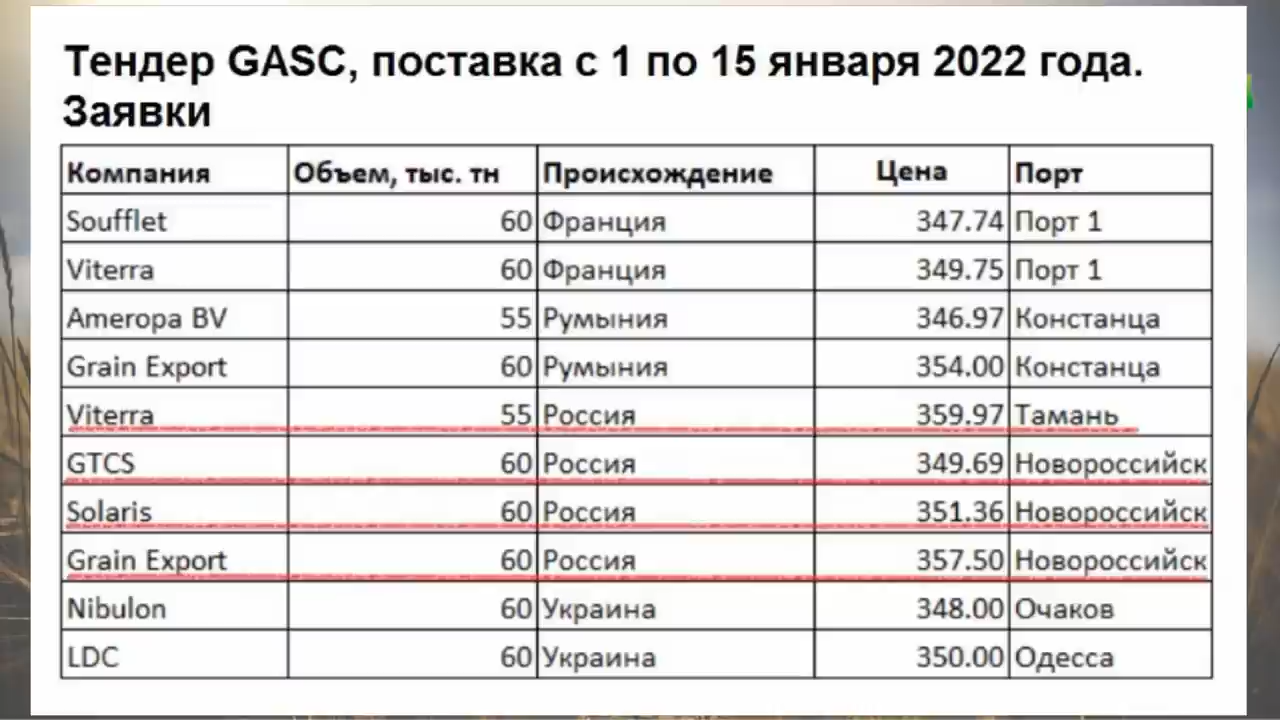 Тендер GASC, поставка с 1 по 15 января 2022 года.
Заявки
Компания Объем, тыс. тн Происхождение Цена Порт
Soufflet 60 Франция 347.74 Порт 1
Viterra 60 Франция 349.75 Порт 1
Ameropa BV 55 Румыния 346.97 Констанца
Grain Export 60 Румыния 354.00 Констанца
Viterra 55 Россия 359.97 Тамань
GTCS 60 Россия 349.69 Новороссийск
Solaris 60 Россия 351.36 Новороссийск
Grain Export 60 Россия 357.50 Новороссийск
Nibulon 60 Украина 348.00 Очаков
LDC 60 Украина 350.00 Одесса